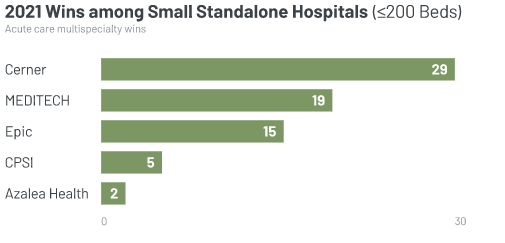 2021 Wins among Small Standalone Hospitals (≤200 Beds)
Acute care multispecialty wins
Cerner 29
MEDITECH 19
Epic 15
CPSI 5
Azalea Health 2
0 30